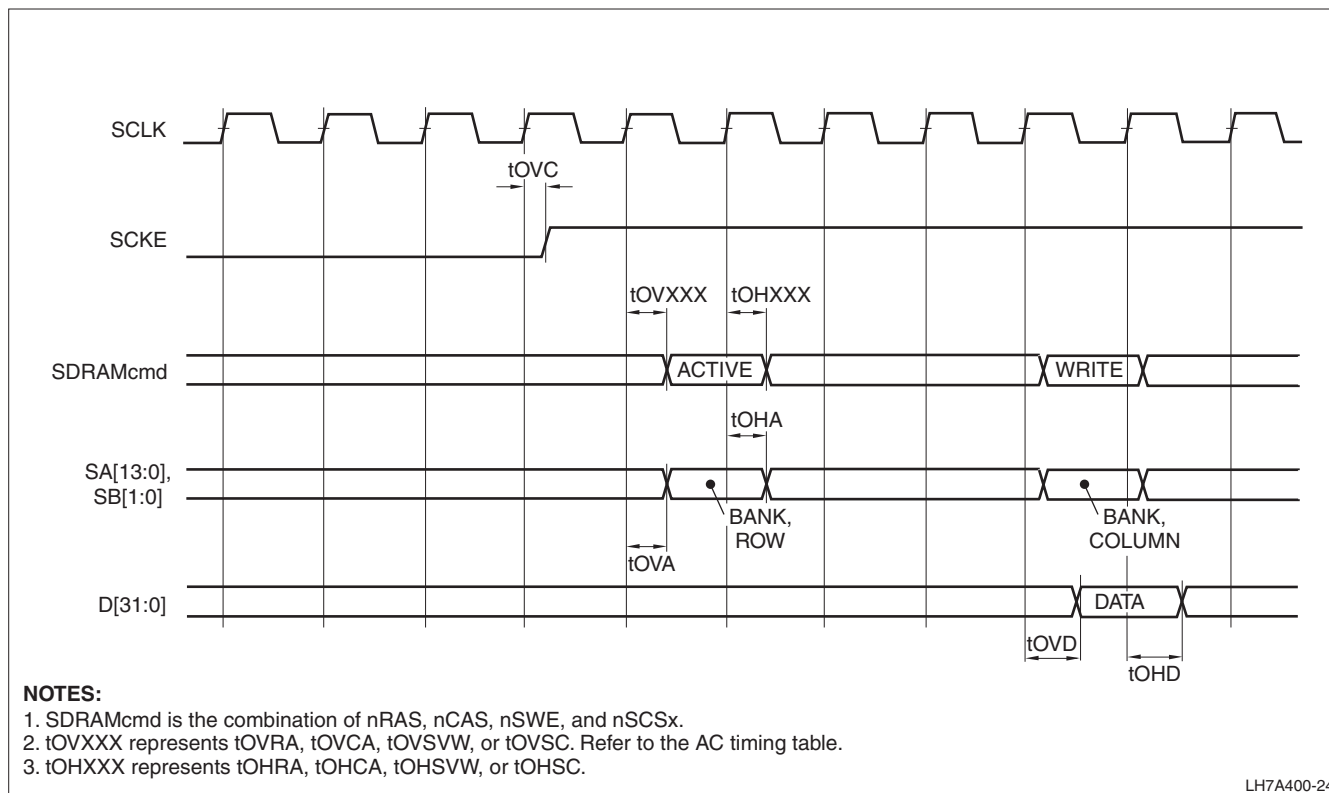 SCLK
tOVC
SCKE
tOVXXX
tOHXXX
SDRAMcmd
ACTIVE
WRITE
tOHA
SA[13:0],
SB[1:0]
BANK,
ROW
BANK,
COLUMN
tOVA
D[31:0]
DATA
tOVD
tOHD
NOTES:
1. SDRAMcmd is the combination of nRAS, nCAS, nSWE, and nSCSx.
2. tOVXXX represents tOVRA, tOVCA, tOVSVW, or tOVSC. Refer to the AC timing table.
3. tOHXXX represents tOHRA, tOHCA, tOHSVW, or tOHSC.
LH7A400-24